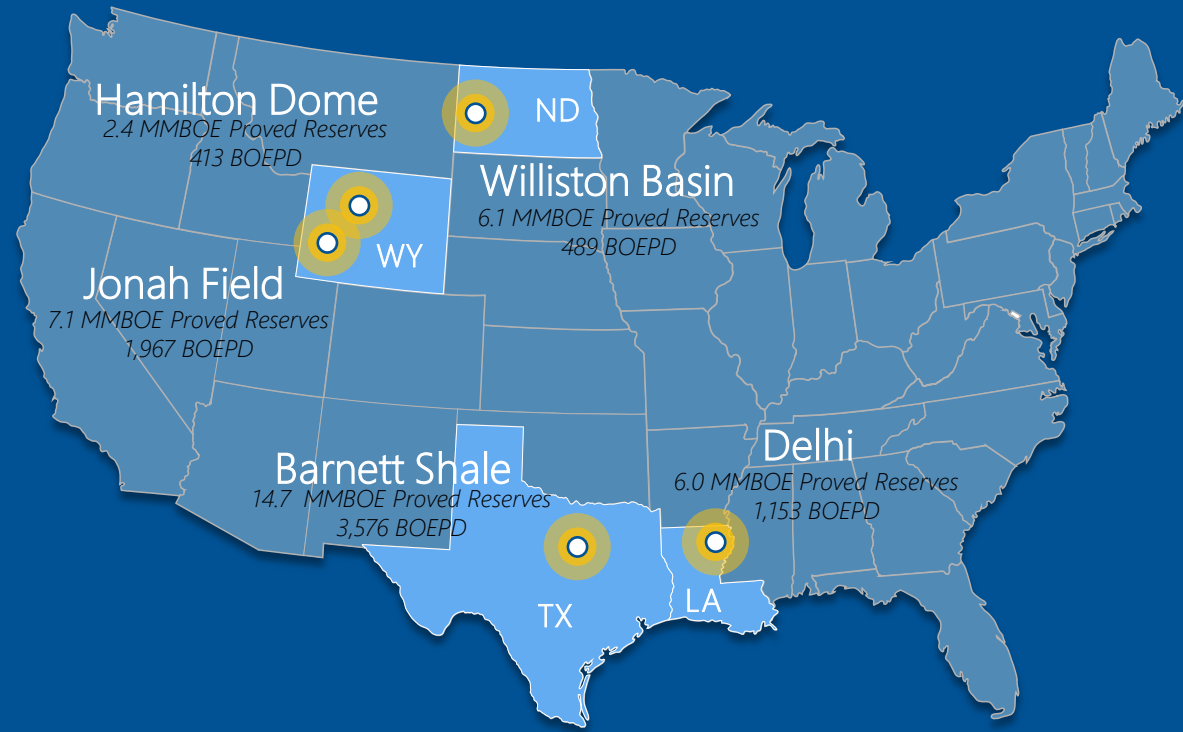 Hamilton Dome
2.4 MMBOE Proved Reserves
413 BOEPD
ND
Williston Basin
6.1 MMBOE Proved Reserves
489 BOEPD
WY
Jonah Field
7.1 MMBOE Proved Reserves
1,967 BOEPD
Barnett Shale
14.7 MMBOE Proved Reserves
3,576 BOEPD
TX
Delhi
6.0 MMBOE Proved Reserves
1,153 BOEPD
LA